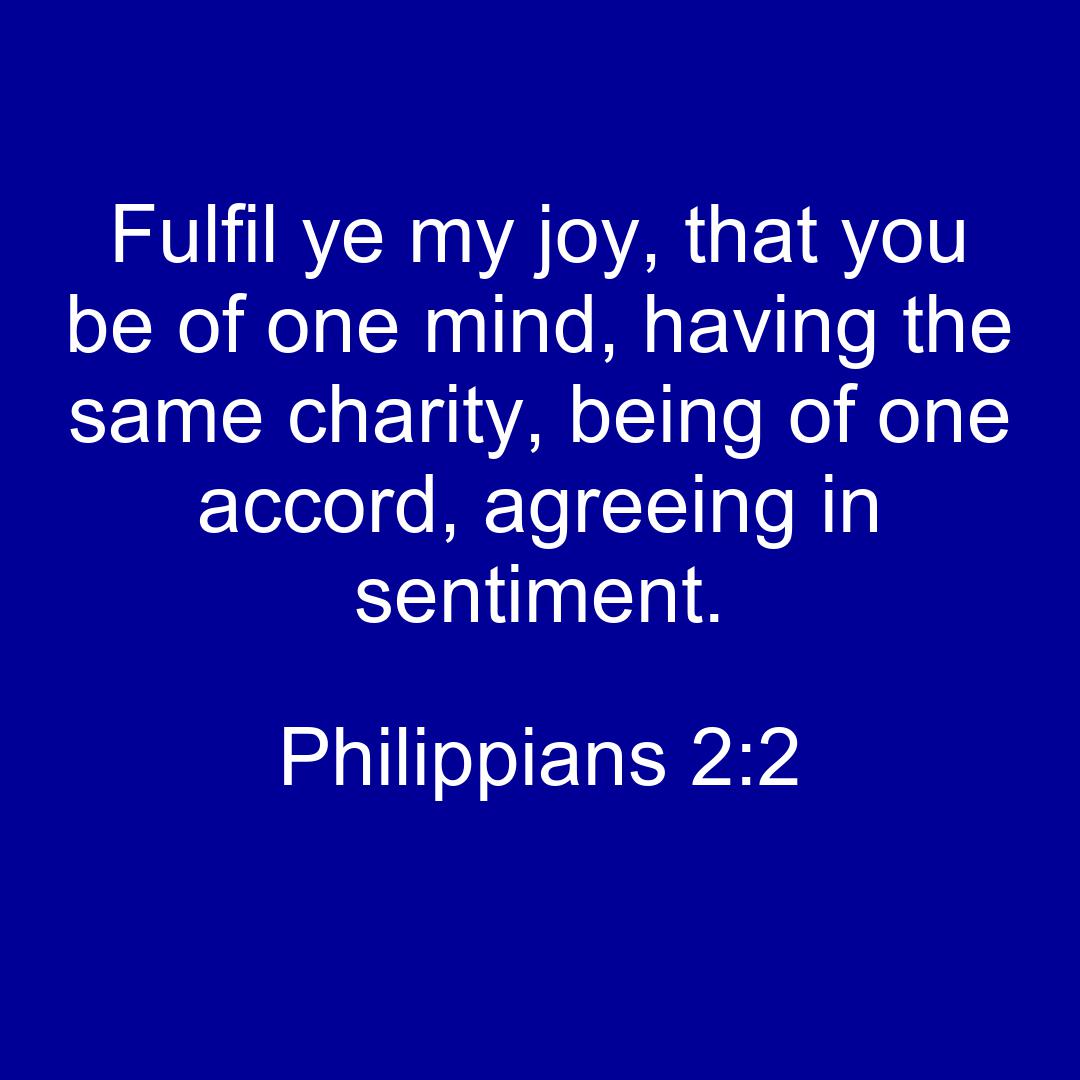 Fulfil ye my joy, that you
be of one mind, having the
same charity, being of one
accord, agreeing in
sentiment.
Philippians 2:2